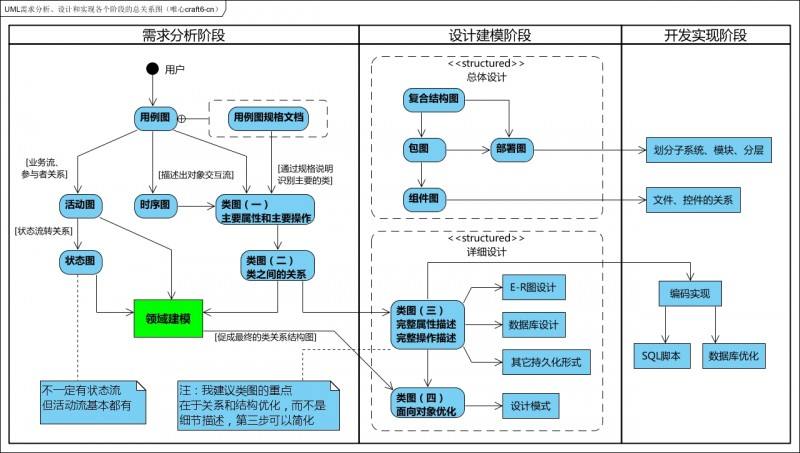 UML需求分析、设计和实现各个阶段的总关系图（唯心craft6-cn）
需求分析阶段
设计建模阶段
开发实现阶段
用户
用例图
用例图规格文档
[业务流、
参与者关系]
[描述出对象交互流]
[通过规格说明
识别主要的类]
活动图
时序图
类图（一）
主要属性和主要操作
[状态流转关系]
状态图
类图（二）
类之间的关系
领域建模
[促成最终的类关系结构图]
不一定有状态流
但活动流基本都有
注：我建议类图的重点
在于关系和结构优化，而不是
细节描述，第三步可以简化
<<structured>>
总体设计
复合结构图
包图
部署图
组件图
<<structured>>
详细设计
类图（三）
完整属性描述
完整操作描述
E-R图设计
数据库设计
其它持久化形式
类图（四）
面向对象优化
设计模式
划分子系统、模块、分层
文件、控件的关系
编码实现
SQL脚本
数据库优化